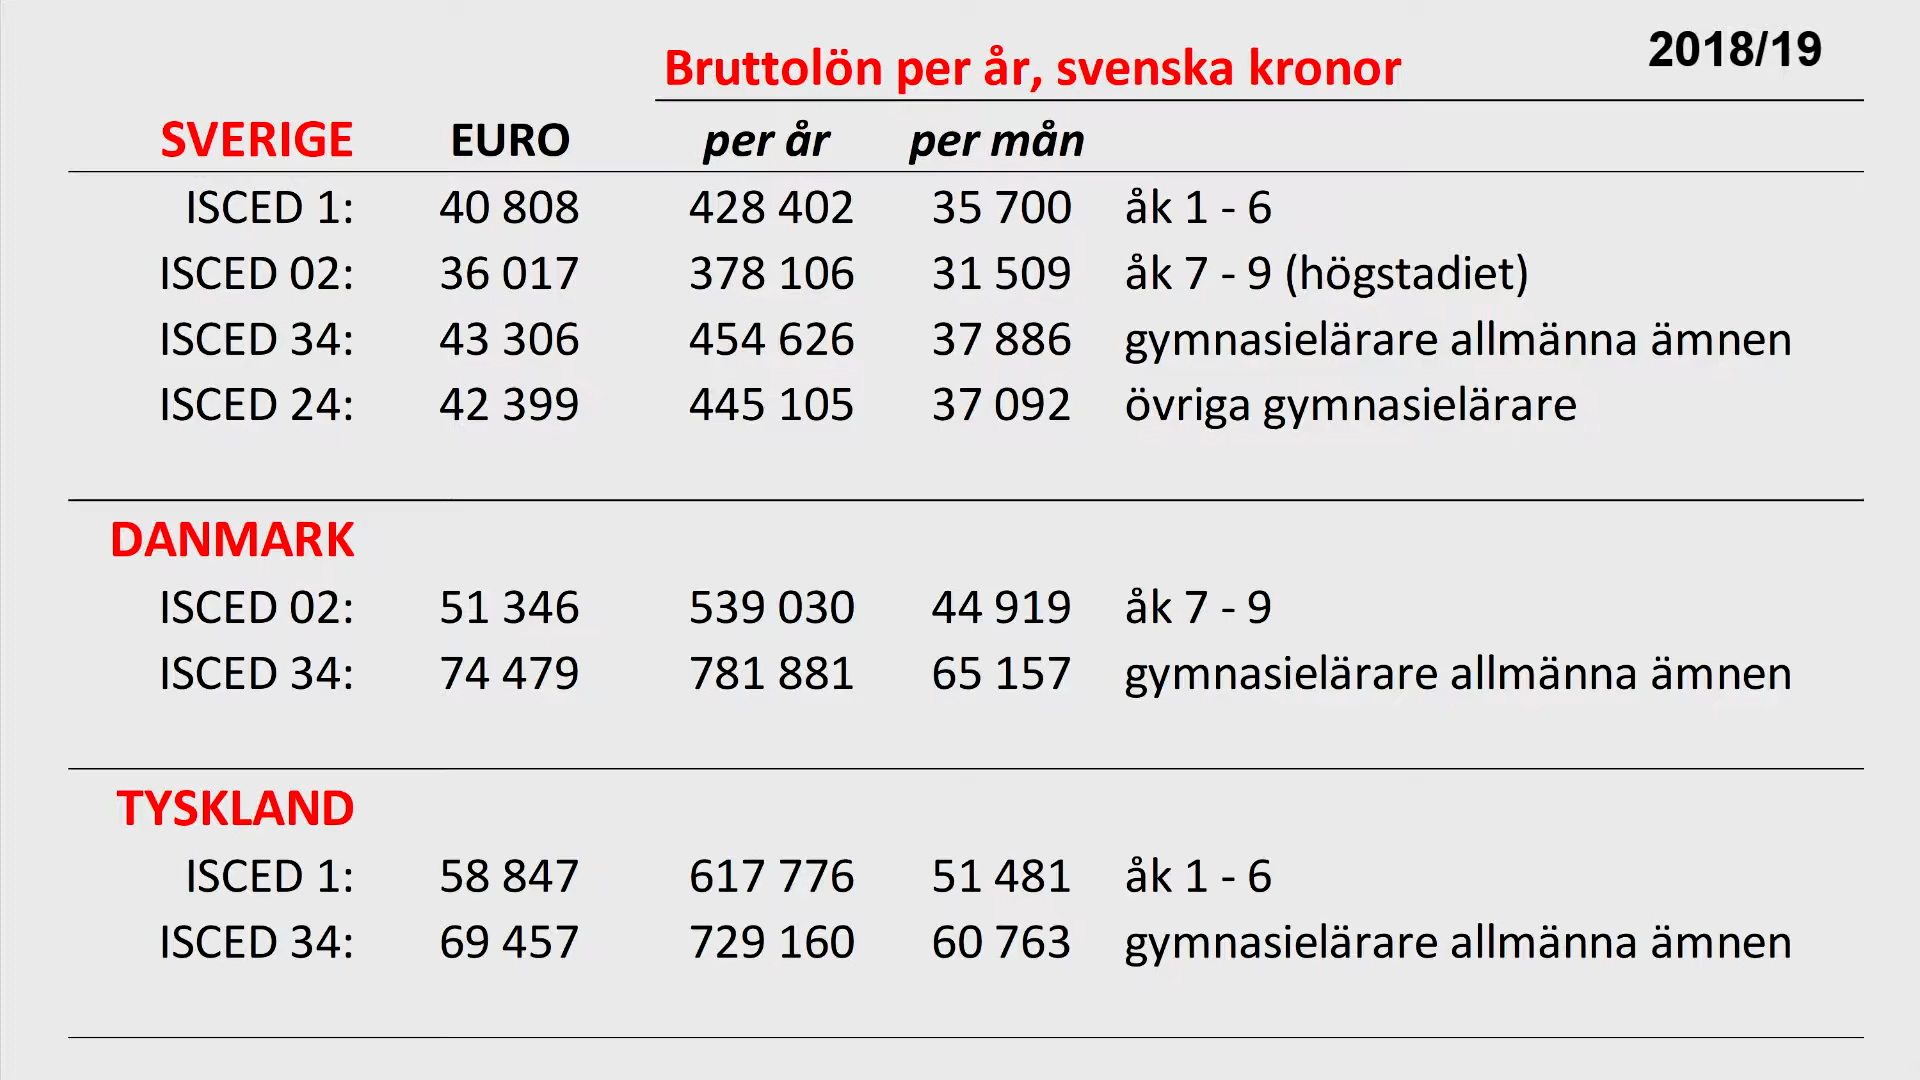 2018/19
Bruttolön per år, svenska kronor
SVERIGE EURO per år per mån
ISCED 1: 40 808 428 402 35 700 åk 1 - 6
ISCED 02: 36 017 378 106 31 509 åk 7 - 9 (högstadiet)
ISCED 34: 43 306 454 626 37 886 gymnasielärare allmänna ämnen
ISCED 24: 42 399 445 105 37 092 övriga gymnasielärare
DANMARK
ISCED 02: 51 346 539 030 44 919 åk 7 - 9
ISCED 34: 74 479 781 881 65 157 gymnasielärare allmänna ämnen
TYSKLAND
ISCED 1: 58 847 617 776 51 481 åk 1 - 6
ISCED 34: 69 457 729 160 60 763 gymnasielärare allmänna ämnen